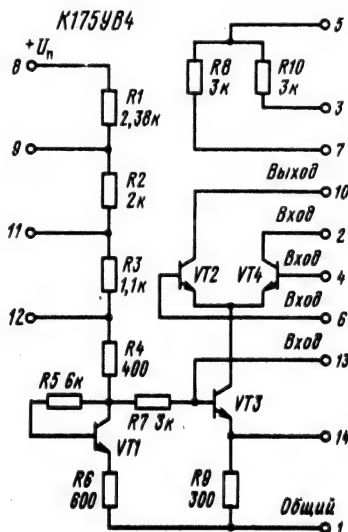 К175УВ4
+Uп
8
R1
2,38к
9
R2
2к
11
R3
1,1к
12
R4
400
R5 6к
R7 3к
VT1
R6
600
5
R8
3к
R10
3к
3
7
Выход
10
Вход
2
Вход
4
VT2
VT4
Вход
6
Вход
13
VT3
14
R9
300
Общий
1